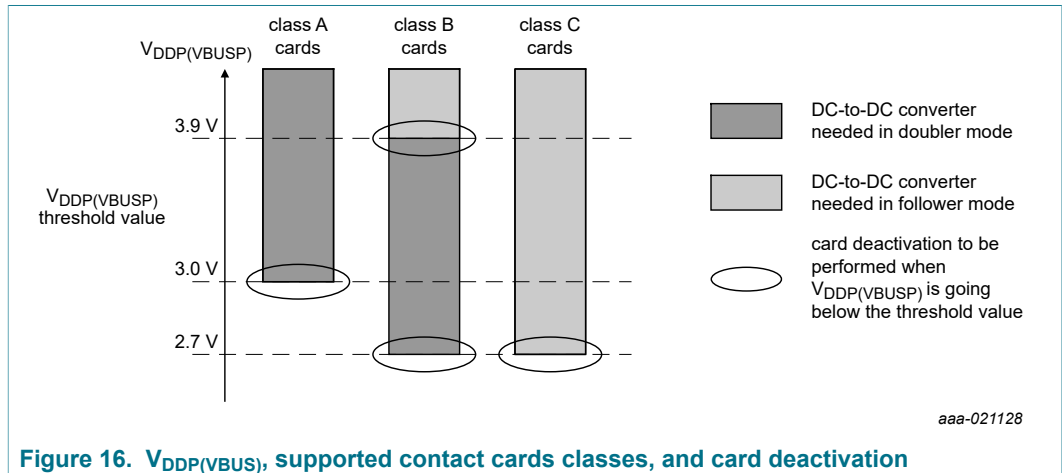 class A
cards
class B
cards
class C
cards
VDDP(VBUSP)
3.9 V
VDDP(VBUSP)
threshold value
3.0 V
2.7 V
DC-to-DC converter
needed in doubler mode
DC-to-DC converter
needed in follower mode
card deactivation to be
performed when
VDDP(VBUSP) is going
below the threshold value
aaa-021128
Figure 16. VDDP(VBUS), supported contact cards classes, and card deactivation